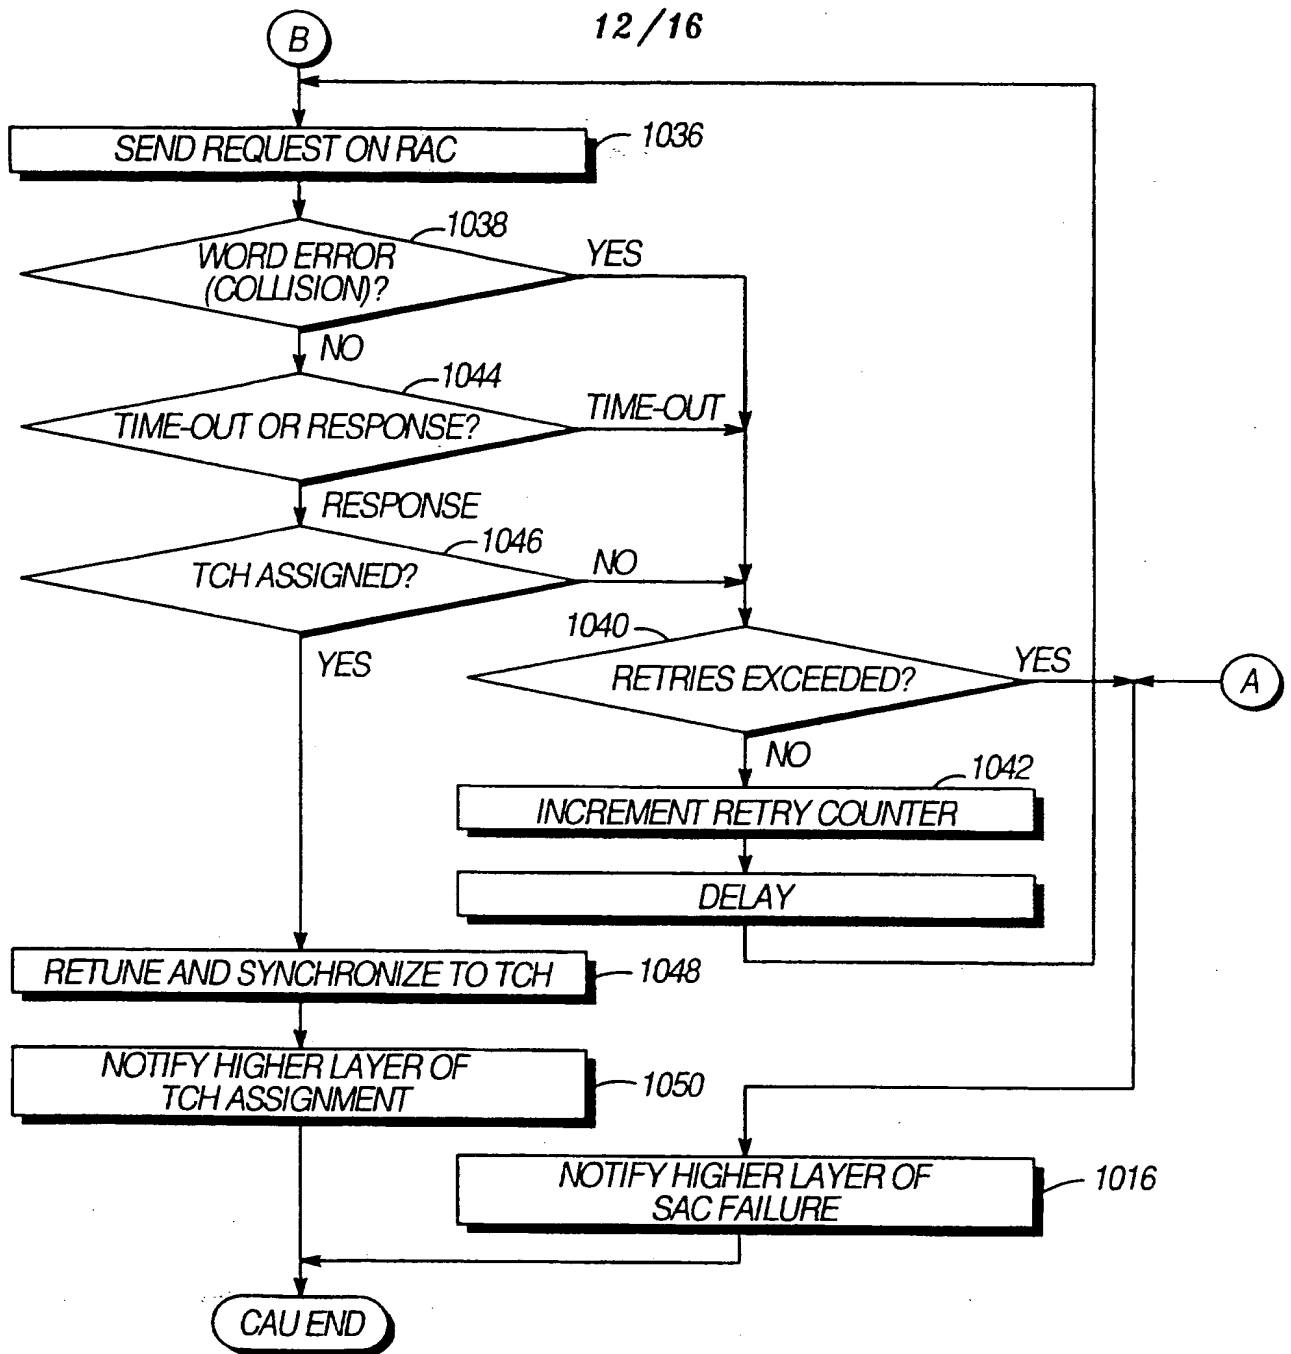 12/16
B
SEND REQUEST ON RAC
1036
WORD ERROR
(COLLISION)?
1038
YES
NO
TIME-OUT OR RESPONSE?
1044
TIME-OUT
RESPONSE
TCH ASSIGNED?
1046
NO
YES
RETRIES EXCEEDED?
1040
YES
A
NO
INCREMENT RETRY COUNTER
1042
DELAY
RETUNE AND SYNCHRONIZE TO TCH
1048
NOTIFY HIGHER LAYER OF
TCH ASSIGNMENT
1050
NOTIFY HIGHER LAYER OF
SAC FAILURE
1016
CAU END